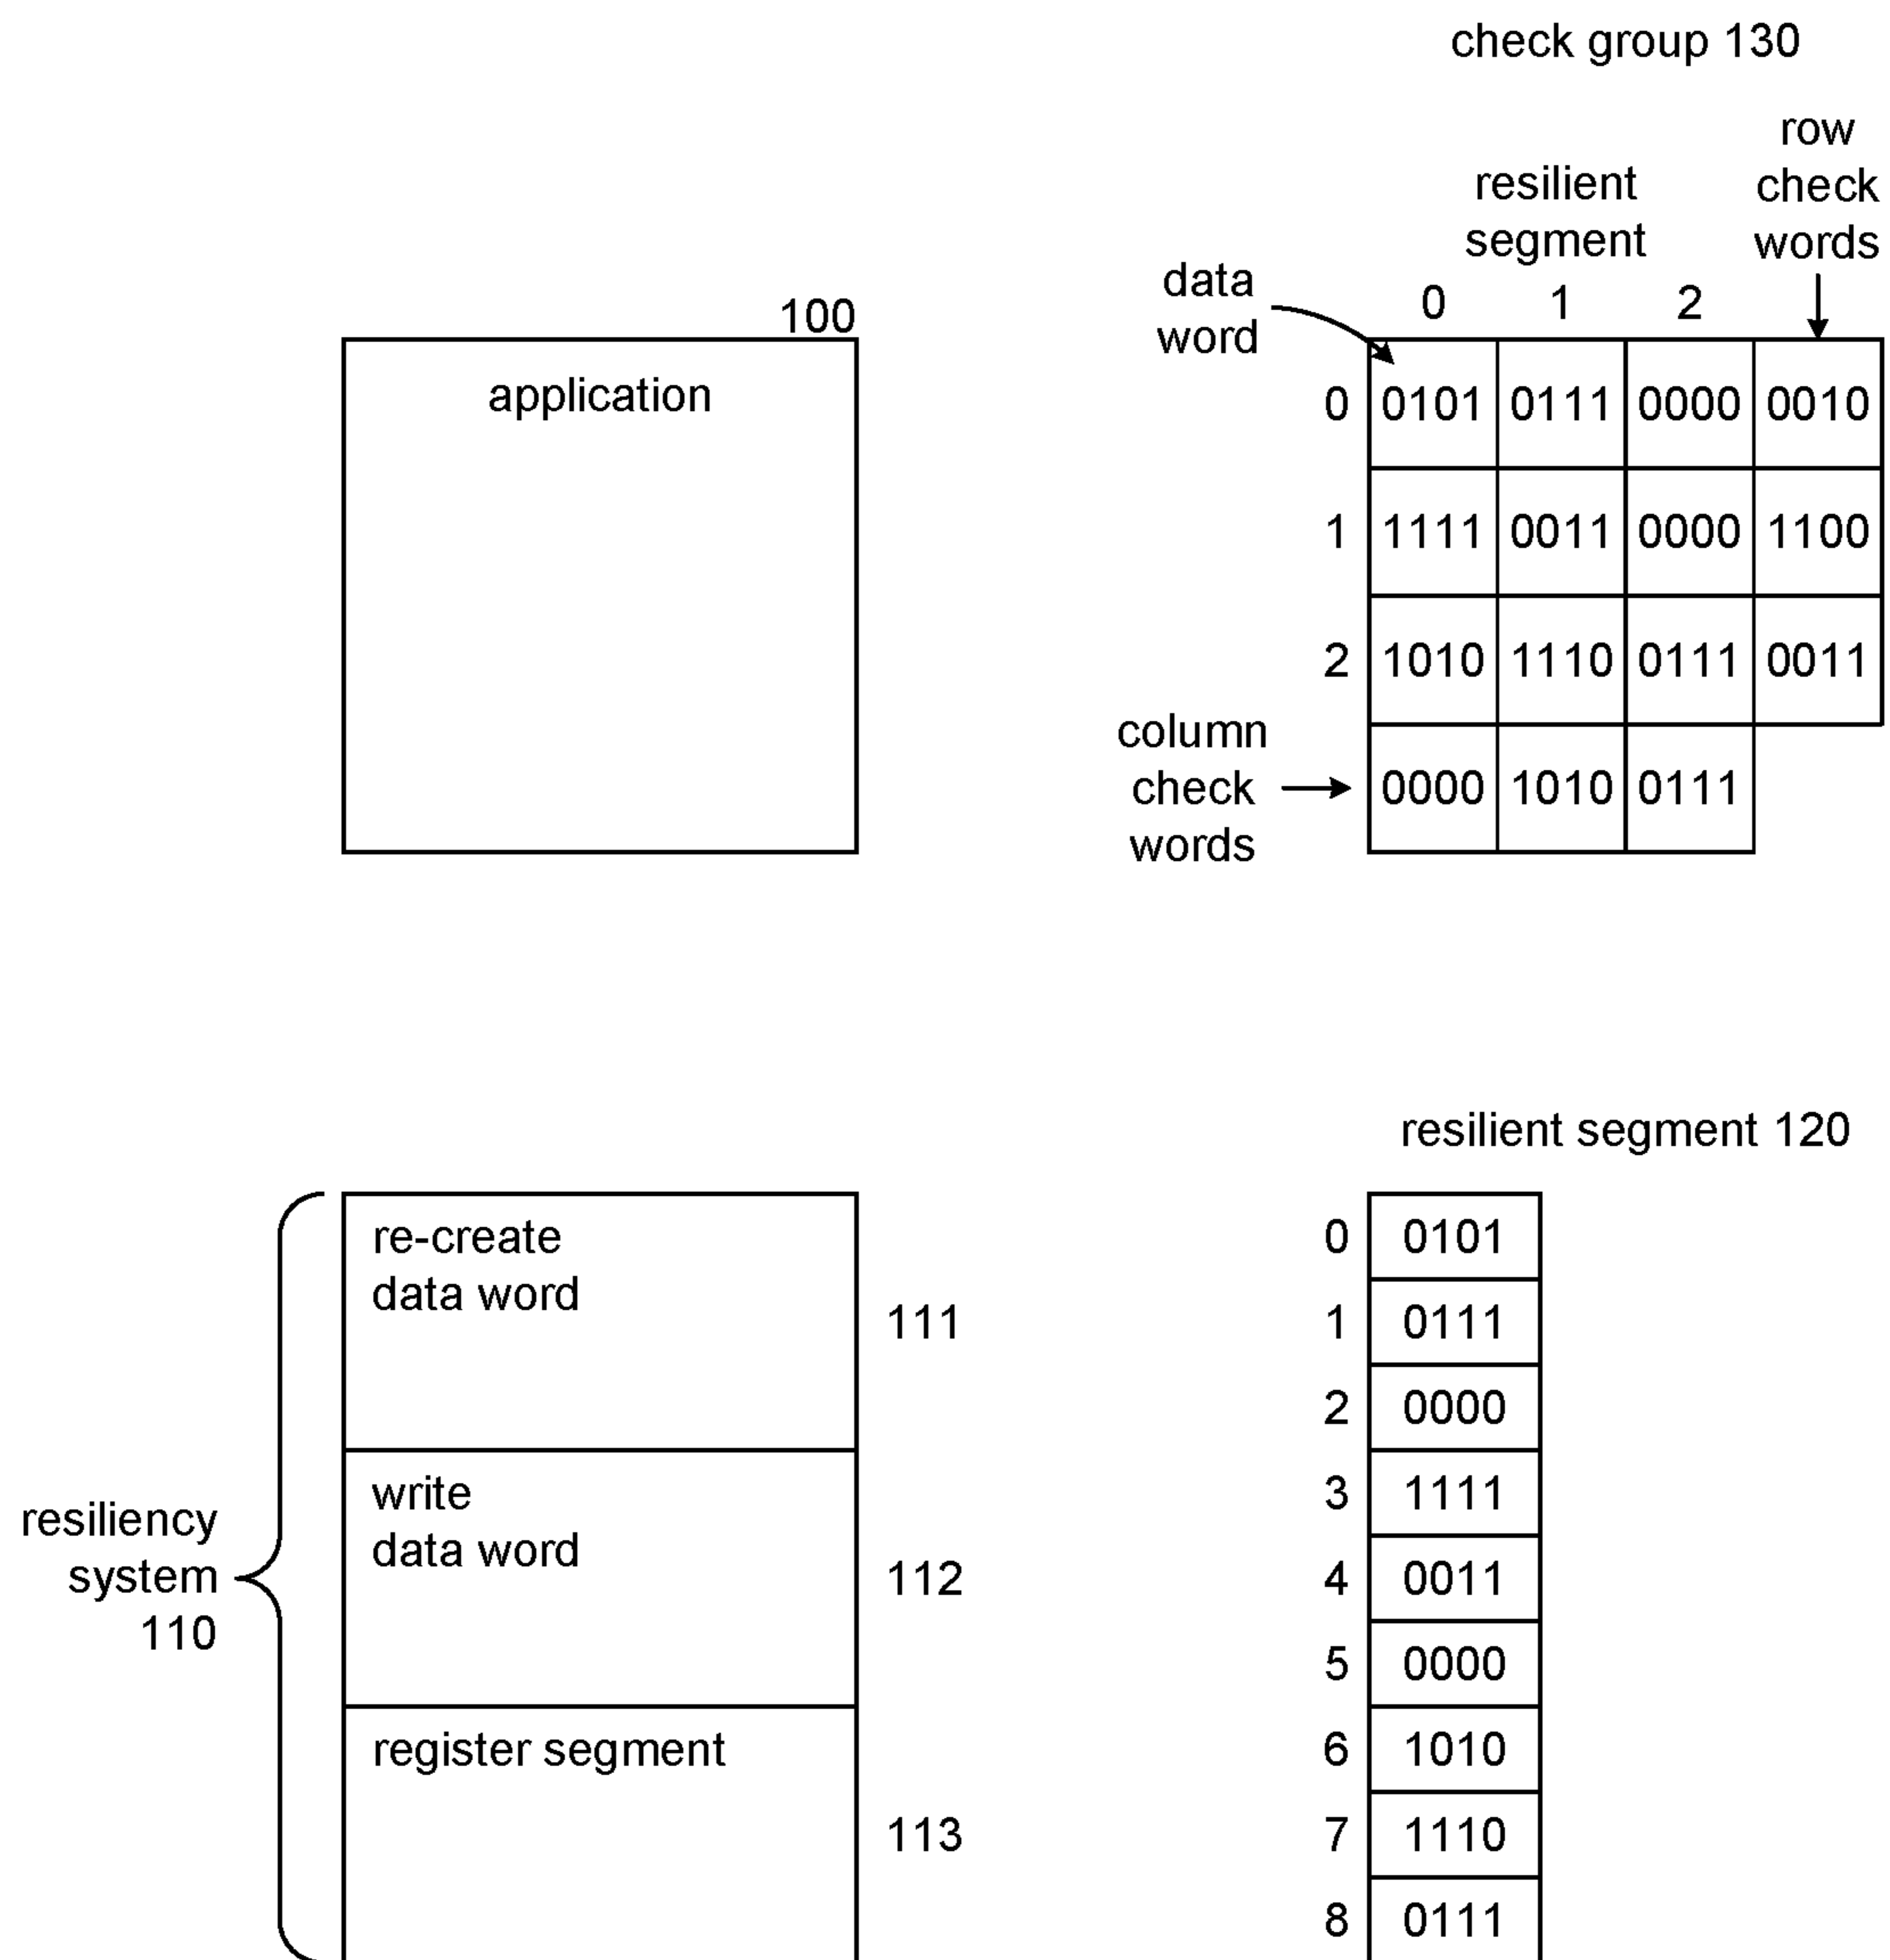 check group 130
row
check
words
resilient
segment
data
word
0 1 2
100
application
0 0101 0111 0000 0010
1 1111 0011 0000 1100
2 1010 1110 0111 0011
column
check
words
0000 1010 0111
resilient segment 120
resiliency
system
110
re-create
data word
111
write
data word
112
register segment
113
0 0101
1 0111
2 0000
3 1111
4 0011
5 0000
6 1010
7 1110
8 0111